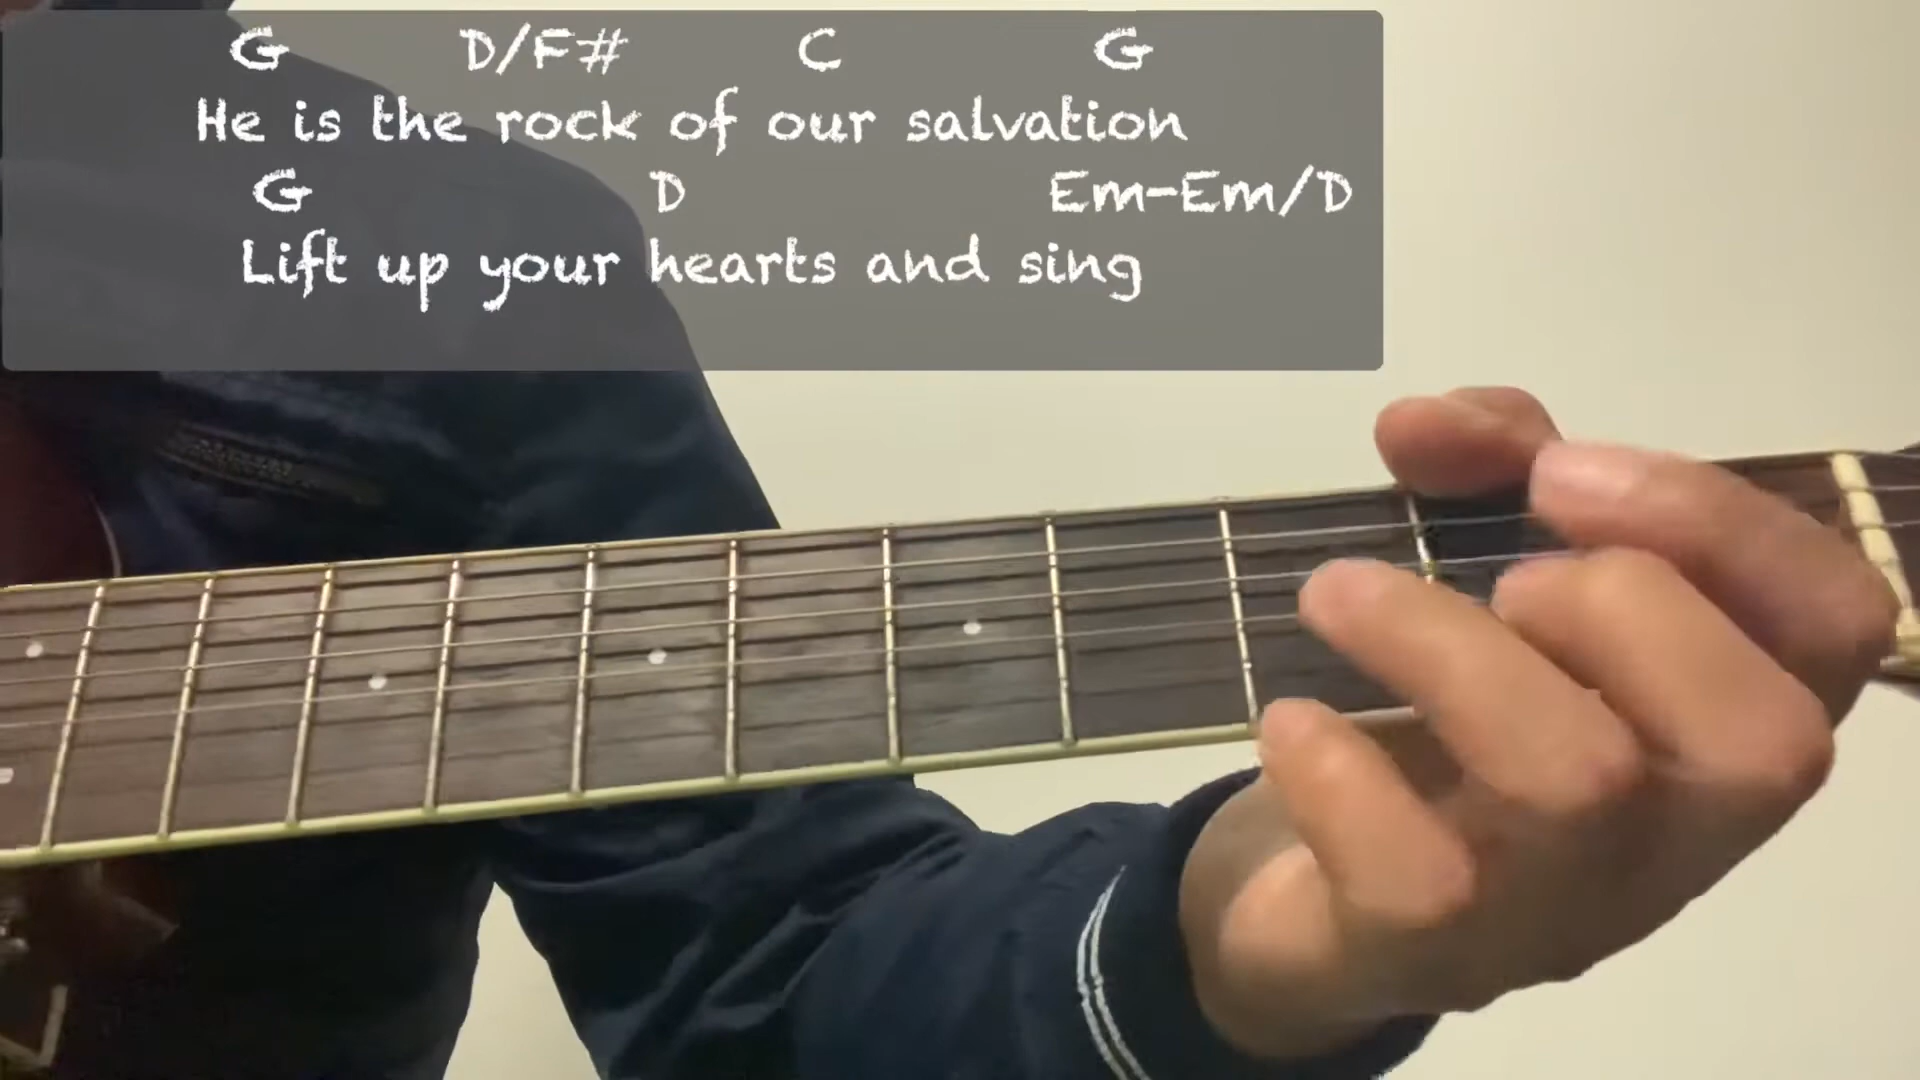 G D/F# C G
He is the rock of our salvation
G D Em-Em/D
Lift up your hearts and sing